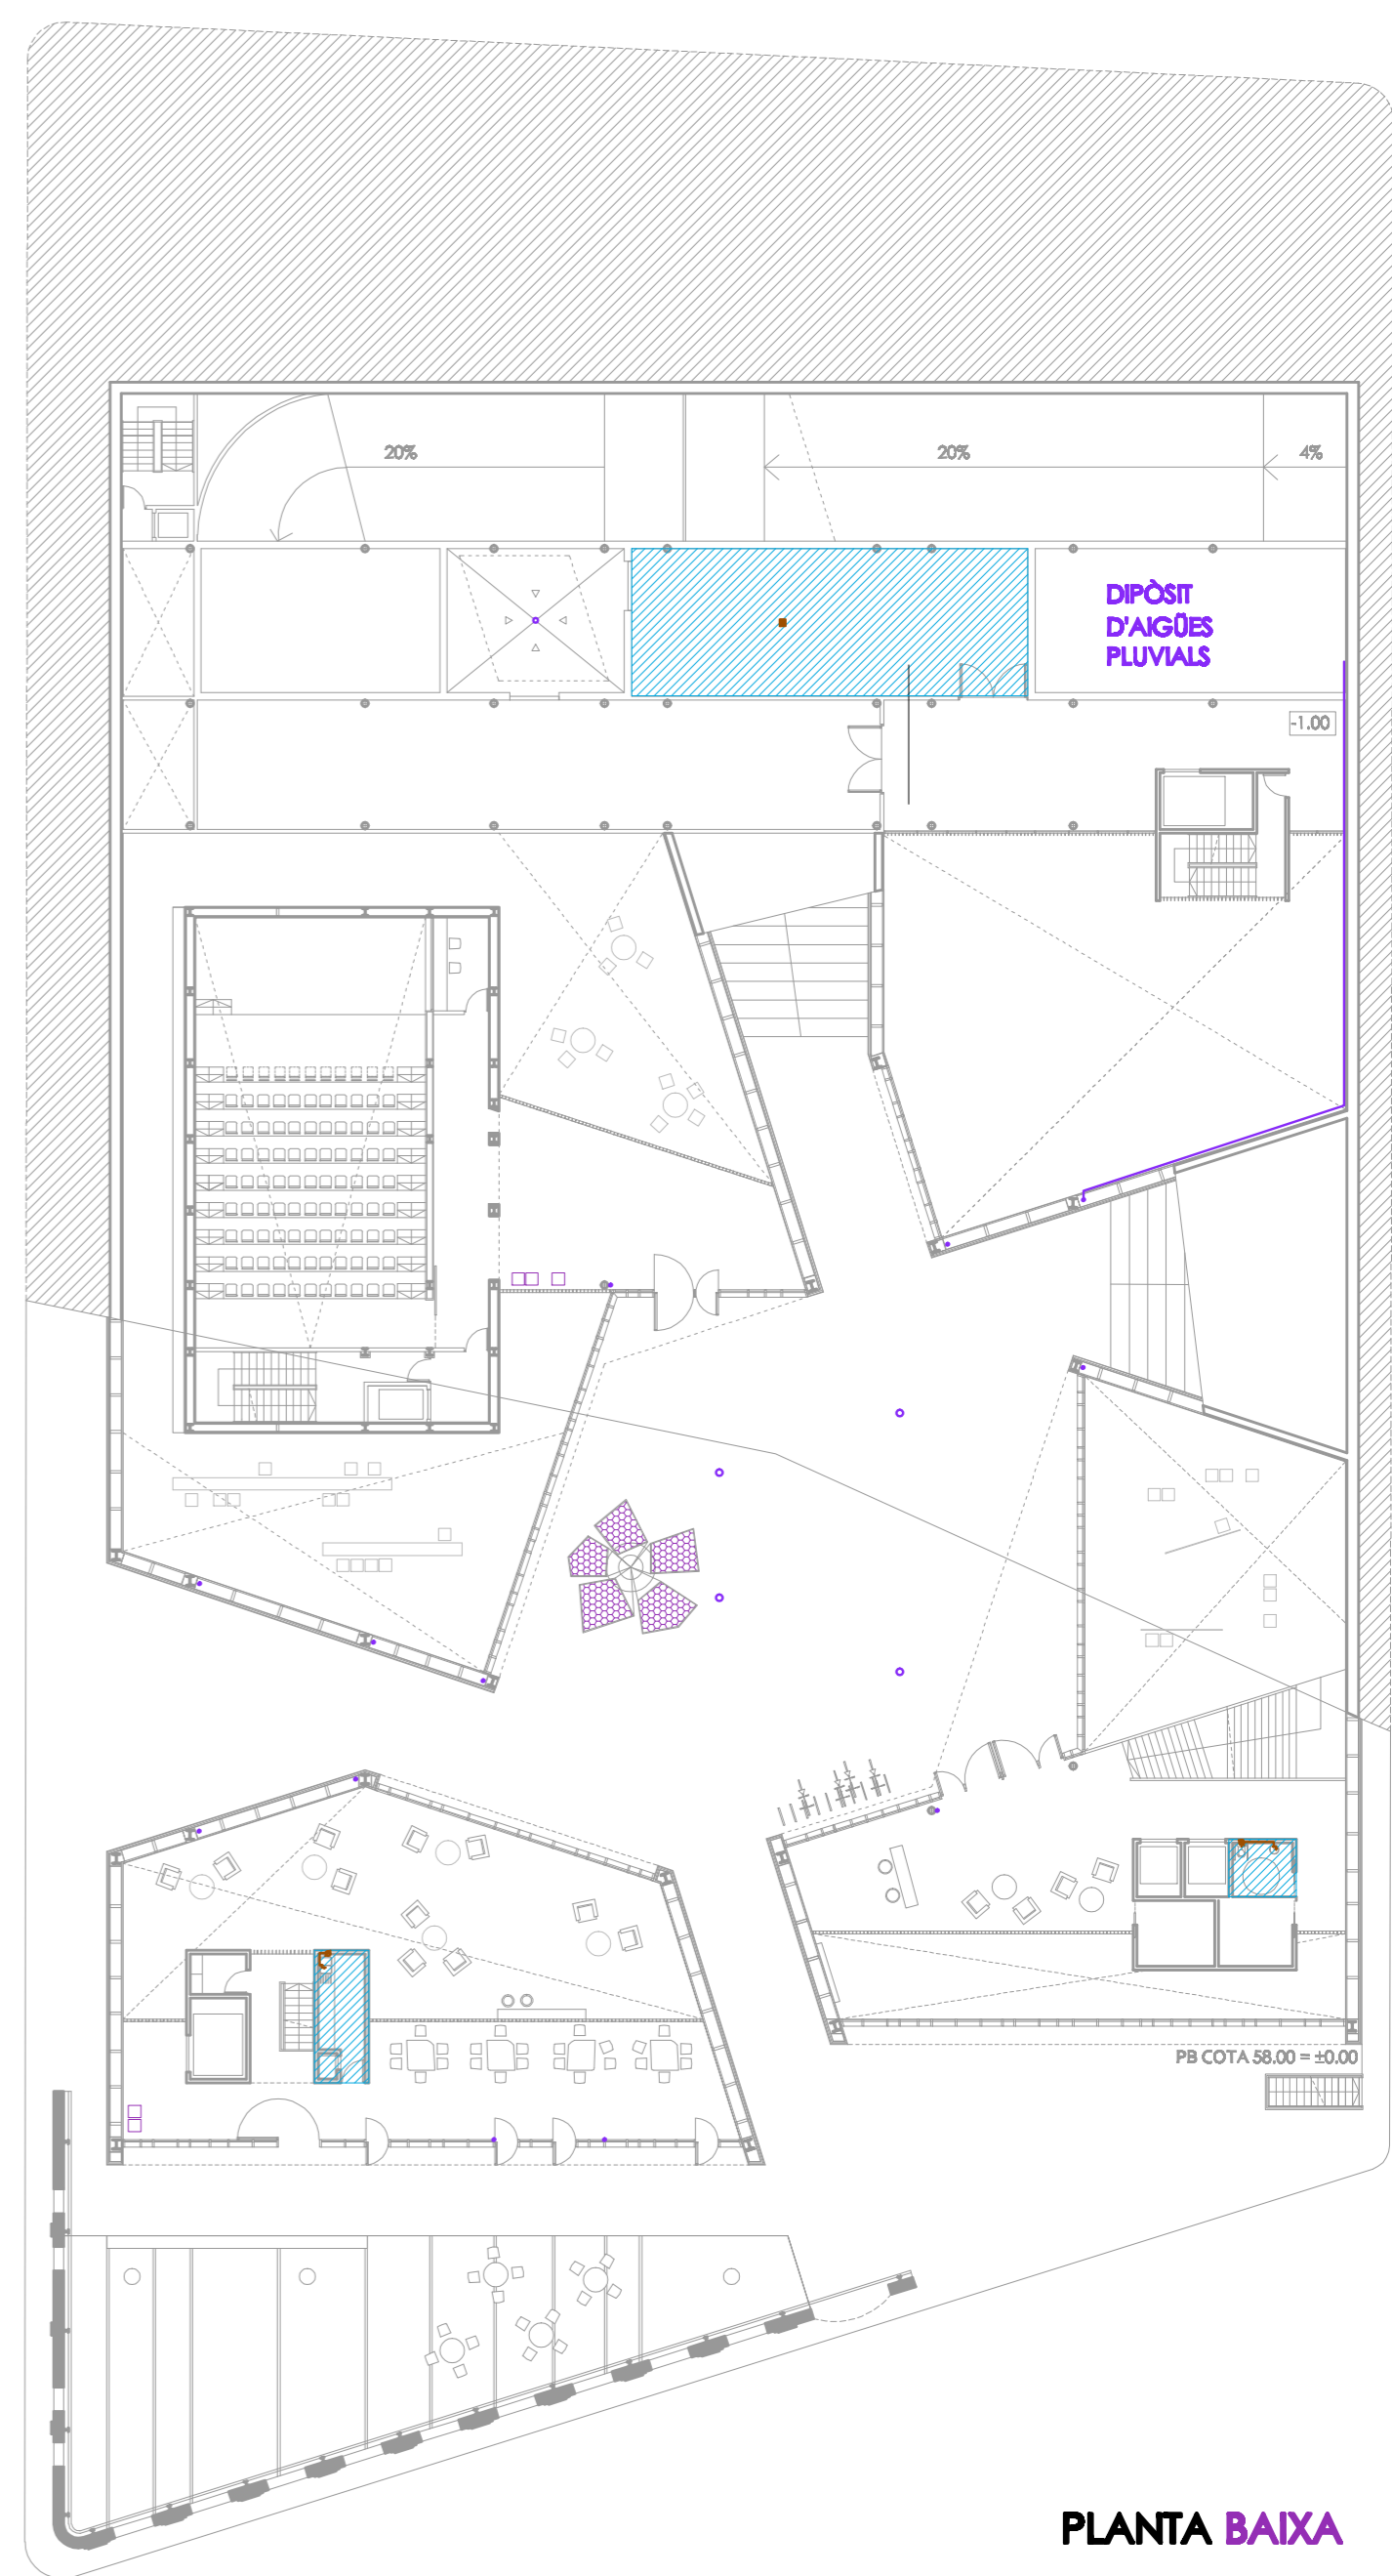 20%
20%
4%
DIPÒSIT
D'AIGÜES
PLUVIALS
-1.00
PB COTA 58.00 = ±0.00
PLANTA BAIXA